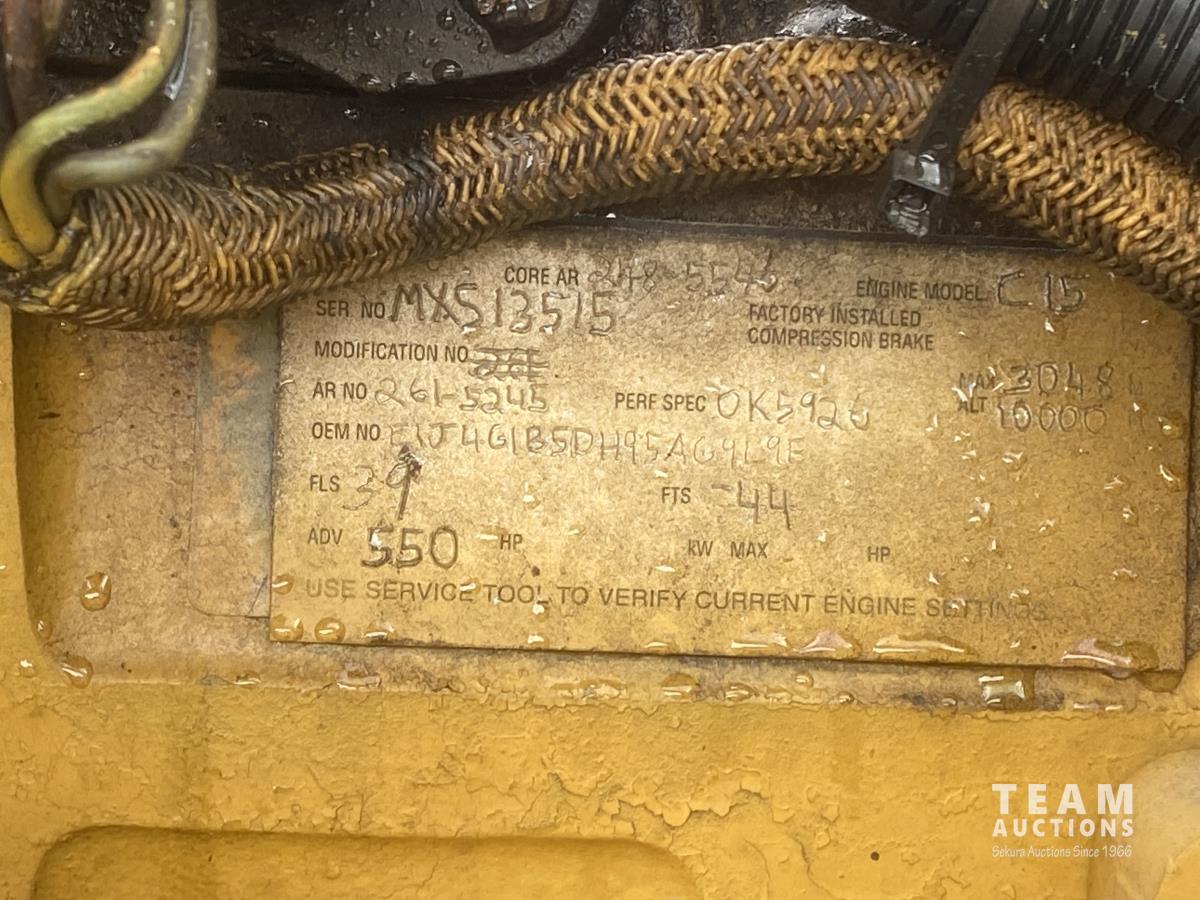 CORE AR 248-5546 ENGINE MODEL C15
SER. NO MXS13515 FACTORY INSTALLED
COMPRESSION BRAKE
MODIFICATION NO
AR NO 261-5245 PERF SPEC 0K5926 MAX 3048
ALT 10000
OEM NO
FLS 39 FTS -44
ADV 550 HP kW MAX HP
USE SERVICE TOOL TO VERIFY CURRENT ENGINE SETTINGS
TEAM
AUCTIONS
Sekura Auctions Since 1966